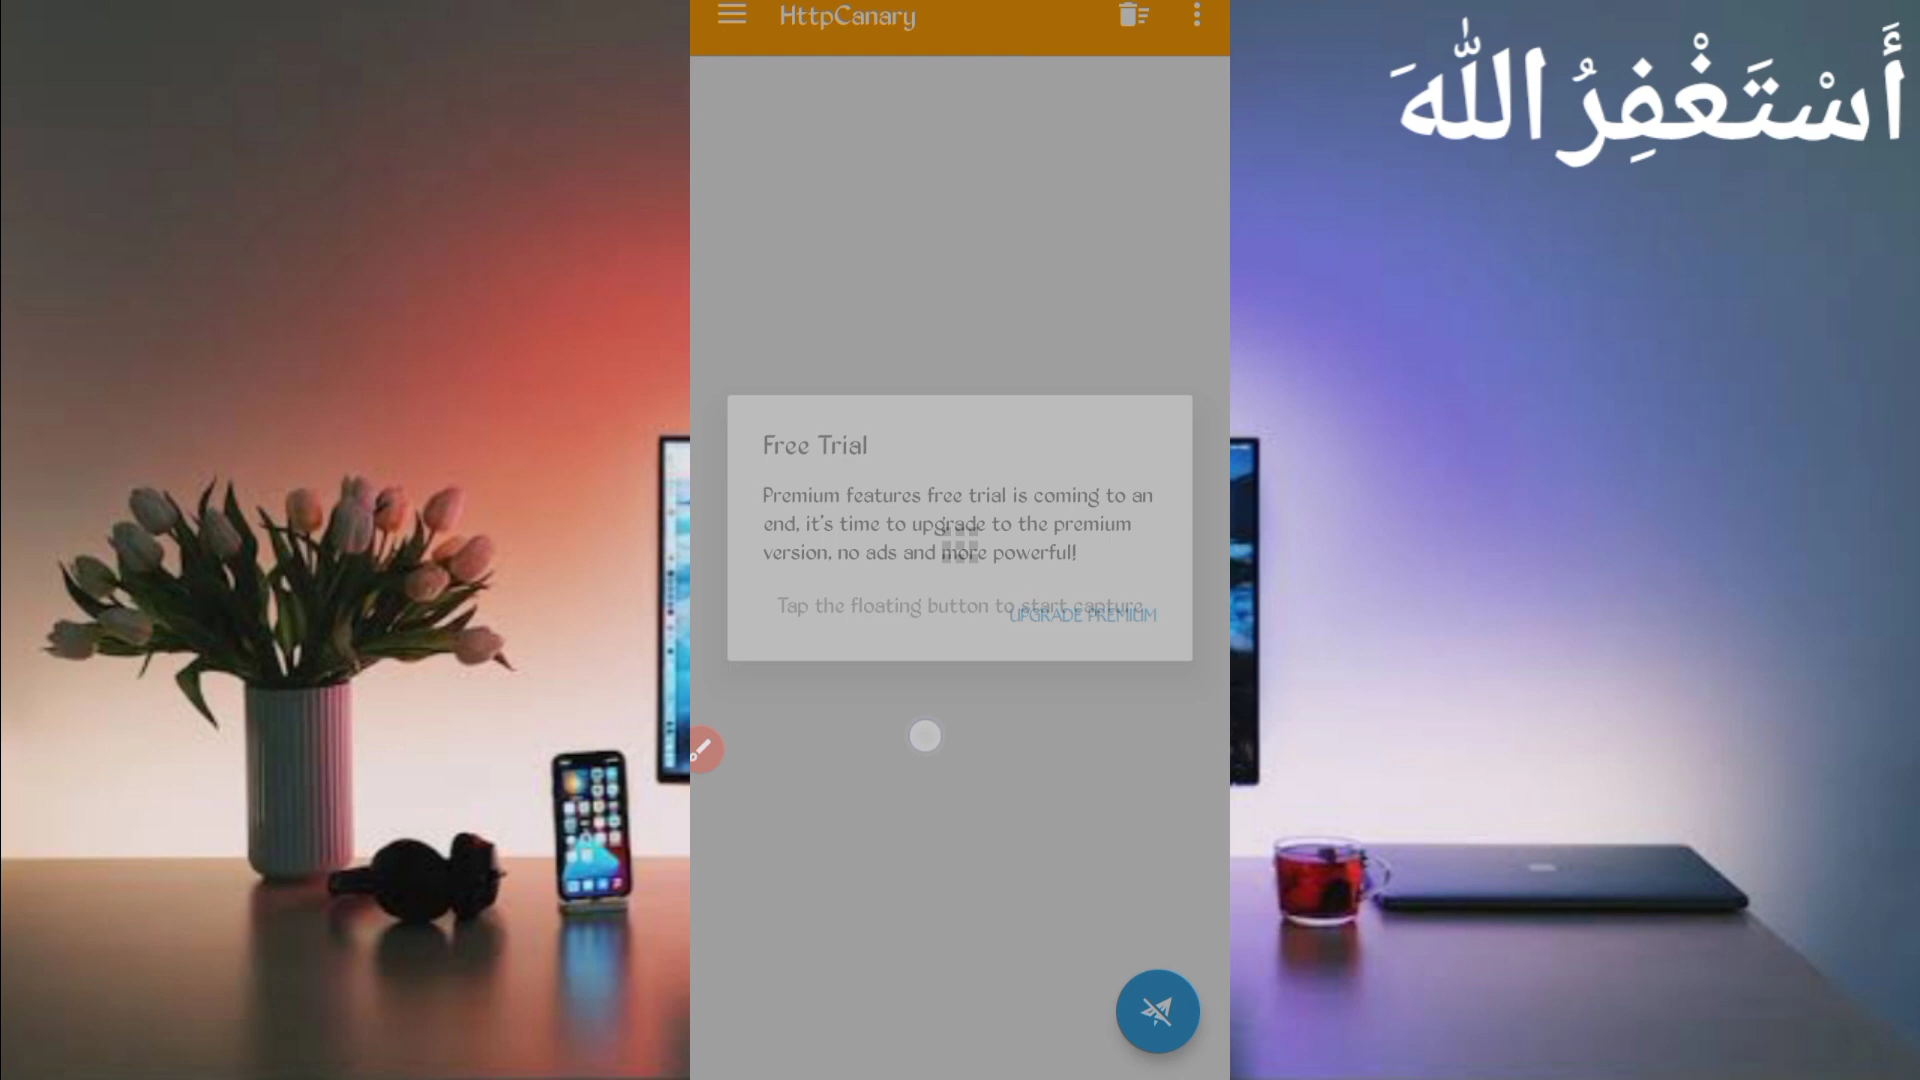 HttpCanary
أَسْتَغْفِرُ اللّٰهَ
Free Trial
Premium features free trial is coming to an
end, it's time to upgrade to the premium
version, no ads and more powerful!
Tap the floating button to start capture
UPGRADE PREMIUM